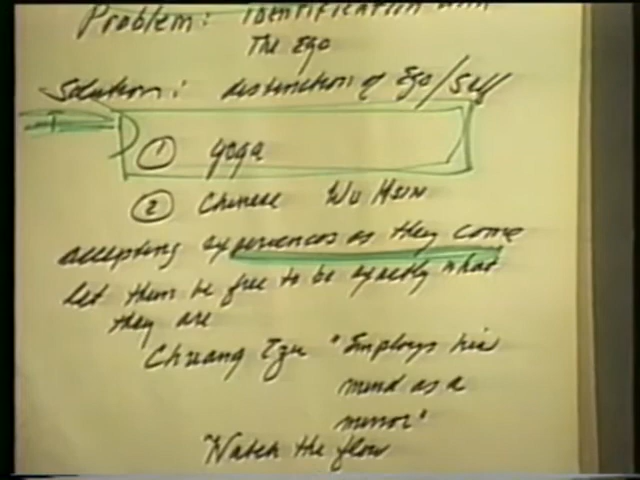 Problem: Identification with
The Ego
Solution: distinction of Ego/Self
① yoga
② Chinese Wu Hsin
accepting experiences as they come
Let them be free to be exactly what
they are
Chuang Tzu "Employs his
mind as a
mirror"
"Watch the flow